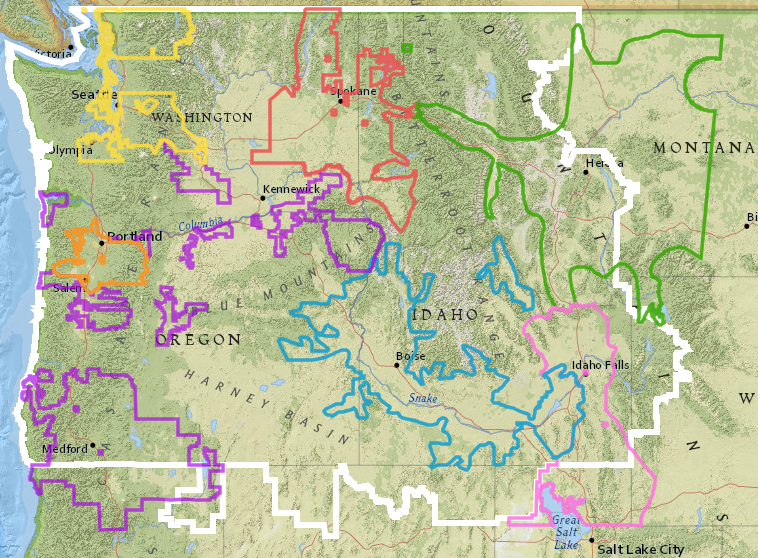 Victoria
Seattle
Spokane
WASHINGTON
Olympia
MONTANA
Helena
Kennewick
Columbia
Portland
BITTERROOT RANGE
BLUE MOUNTAINS
Salem
IDAHO
OREGON
Boise
Idaho Falls
HARNEY BASIN
Snake
Medford
Great
Salt
Lake
Salt Lake City